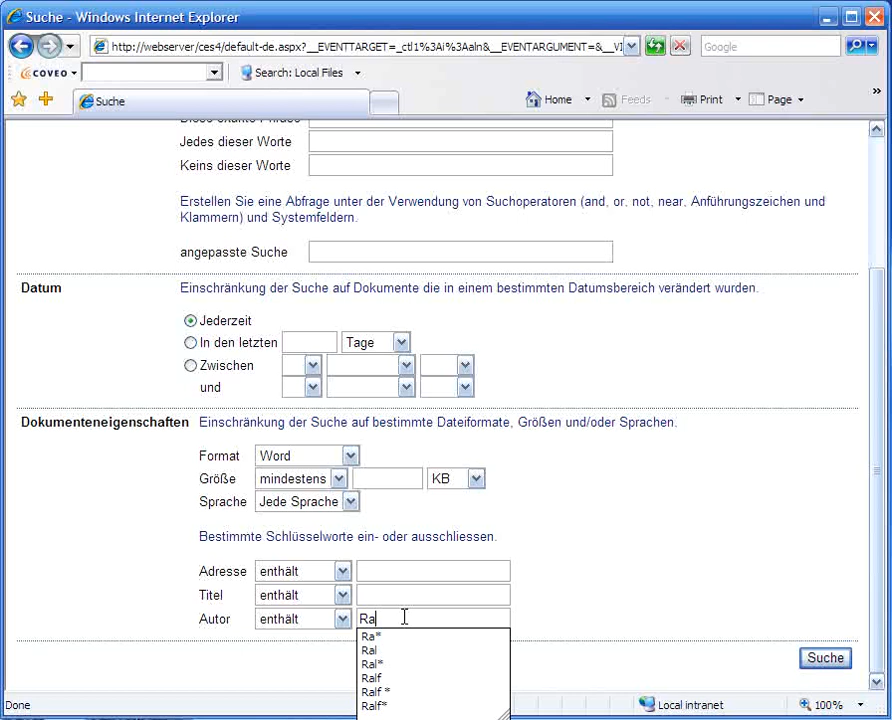 Suche - Windows Internet Explorer
http://webserver/ces4/default-de.aspx?__EVENTTARGET=_ctl1%3Ai%3Aaln&__EVENTARGUMENT=&__VI
Google
COVEO
Search: Local Files
Suche
Home
Feeds
Print
Page
»
Jedes dieser Worte
Keins dieser Worte
Erstellen Sie eine Abfrage unter der Verwendung von Suchoperatoren (and, or, not, near, Anführungszeichen und
Klammern) und Systemfeldern.
angepasste Suche
Datum
Einschränkung der Suche auf Dokumente die in einem bestimmten Datumsbereich verändert wurden.
Jederzeit
In den letzten
Tage
Zwischen
und
Dokumenteneigenschaften
Einschränkung der Suche auf bestimmte Dateiformate, Größen und/oder Sprachen.
Format
Word
Größe
mindestens
KB
Sprache
Jede Sprache
Bestimmte Schlüsselworte ein- oder ausschliessen.
Adresse
enthält
Titel
enthält
Autor
enthält
Ra
Ra*
Ral
Ral*
Ralf
Ralf *
Ralf*
Suche
Done
Local intranet
100%